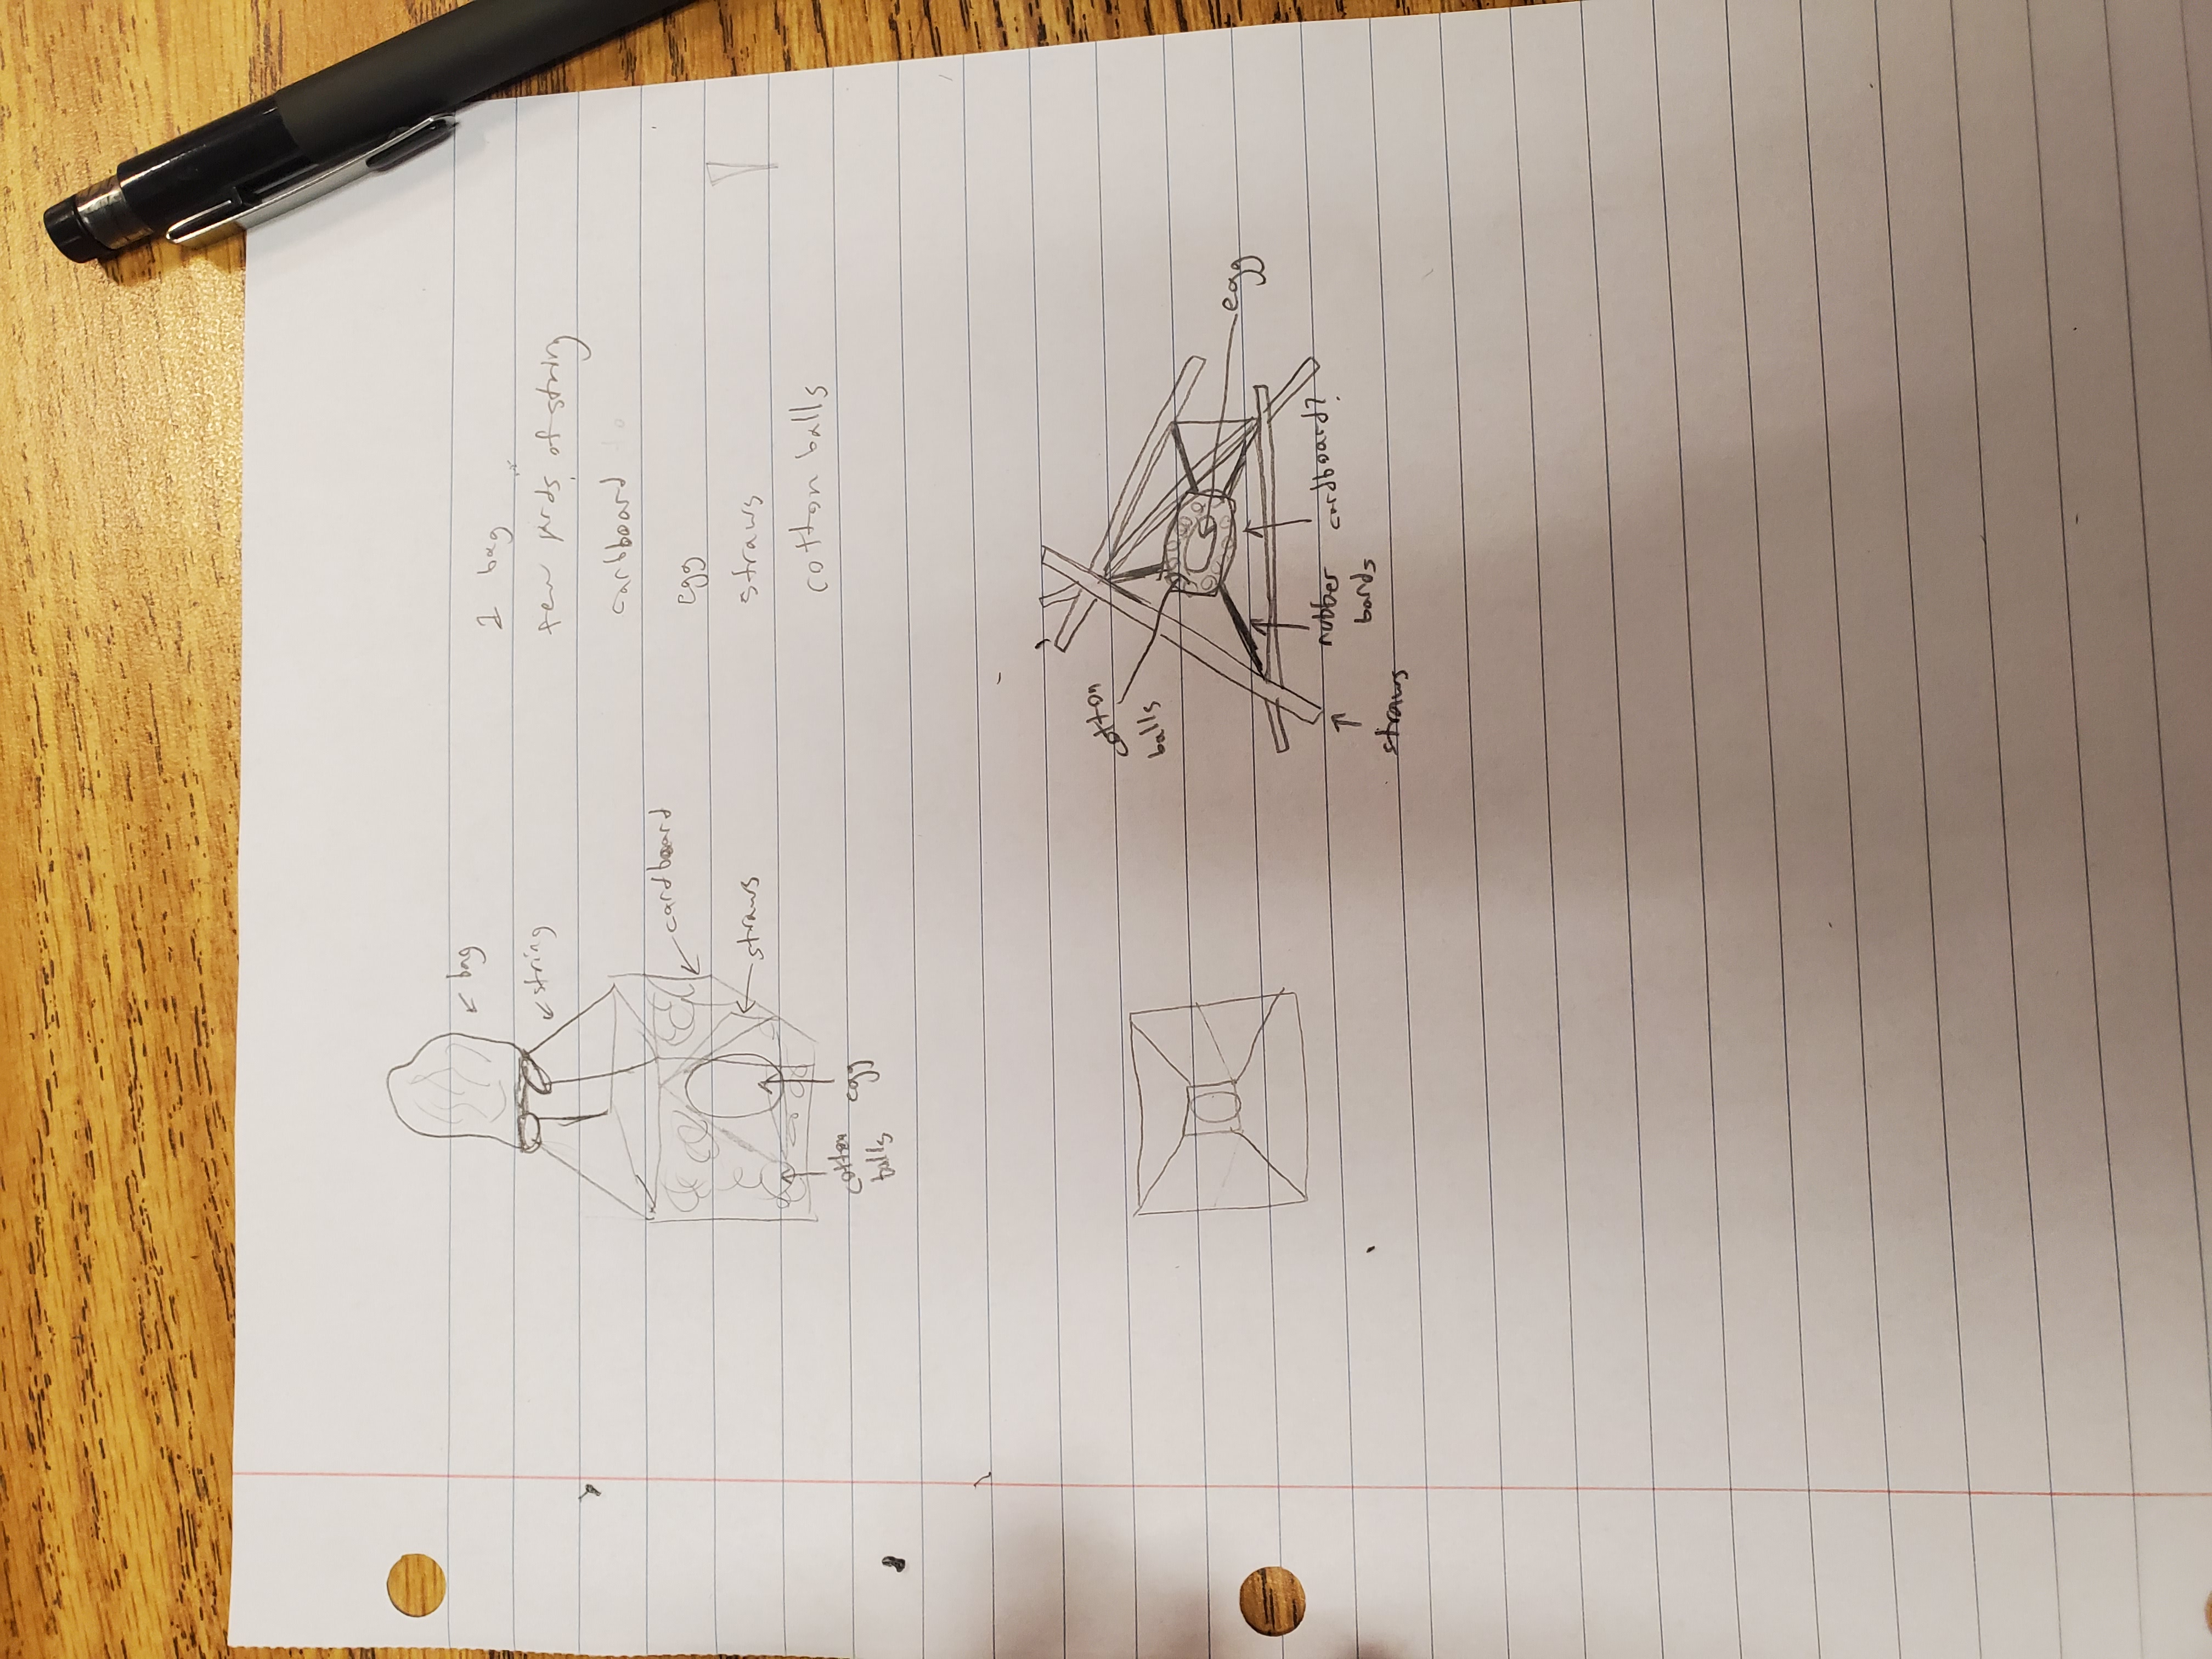 bag
string
cardboard
straws
cotton
balls
egg
1 bag
few yards of string
carbboard
egg
straws
cotton balls
cotton
balls
egg
rubber
bands
cardboard?
straws